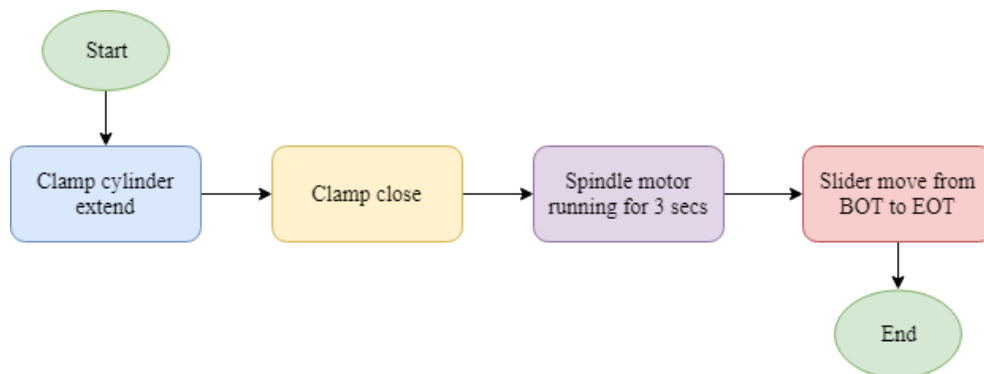 Start
Clamp cylinder
extend
Clamp close
Spindle motor
running for 3 secs
Slider move from
BOT to EOT
End